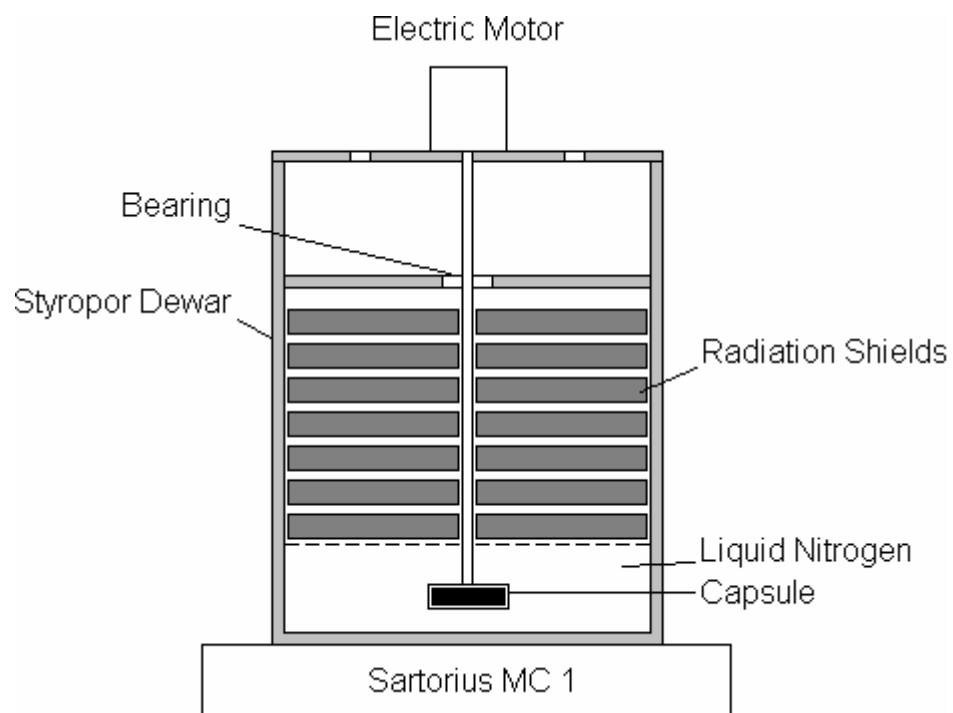 Electric Motor
Bearing
Styropor Dewar
Radiation Shields
Liquid Nitrogen
Capsule
Sartorius MC 1